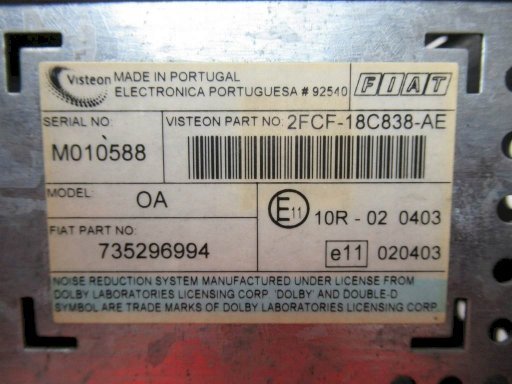 Visteon MADE IN PORTUGAL
ELECTRONICA PORTUGUESA # 92540
FIAT
SERIAL NO:
M010588
VISTEON PART NO: 2FCF-18C838-AE
MODEL: OA
FIAT PART NO:
735296994
E11 10R - 02 0403
e11 020403
NOISE REDUCTION SYSTEM MANUFACTURED UNDER LICENSE FROM
DOLBY LABORATORIES LICENSING CORP. 'DOLBY' AND DOUBLE-D
SYMBOL ARE TRADE MARKS OF DOLBY LABORATORIES LICENSING CORP.